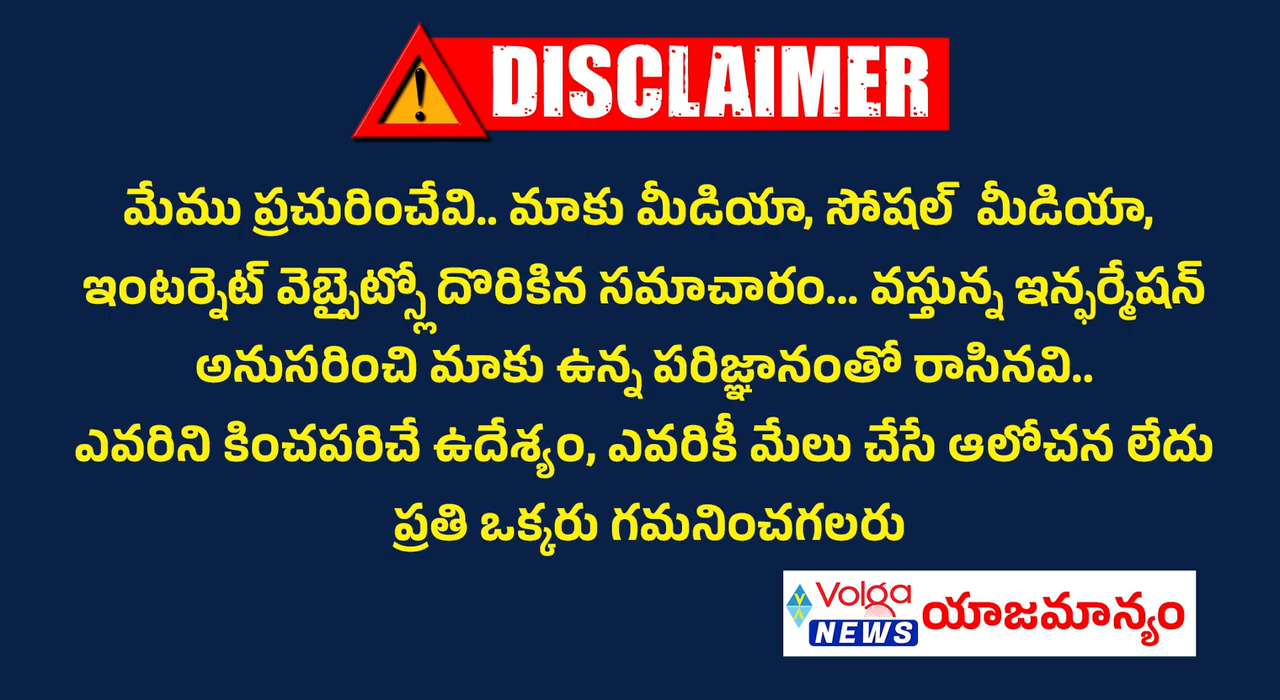 DISCLAIMER
మేము ప్రచురించేవి.. మాకు మీడియా, సోషల్ మీడియా,
ఇంటర్నెట్ వెబ్సైట్స్లో దొరికిన సమాచారం... వస్తున్న ఇన్ఫర్మేషన్
అనుసరించి మాకు ఉన్న పరిజ్ఞానంతో రాసినవి..
ఎవరిని కించపరిచే ఉదేశ్యం, ఎవరికీ మేలు చేసే ఆలోచన లేదు
ప్రతి ఒక్కరు గమనించగలరు
Volga
NEWS యాజమాన్యం